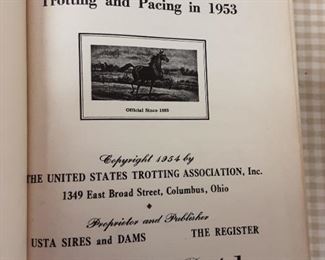 Trotting and Pacing in 1953
Official Since 1885
Copyright 1954 by
THE UNITED STATES TROTTING ASSOCIATION, Inc.
1349 East Broad Street, Columbus, Ohio
Proprietor and Publisher
USTA SIRES and DAMS THE REGISTER